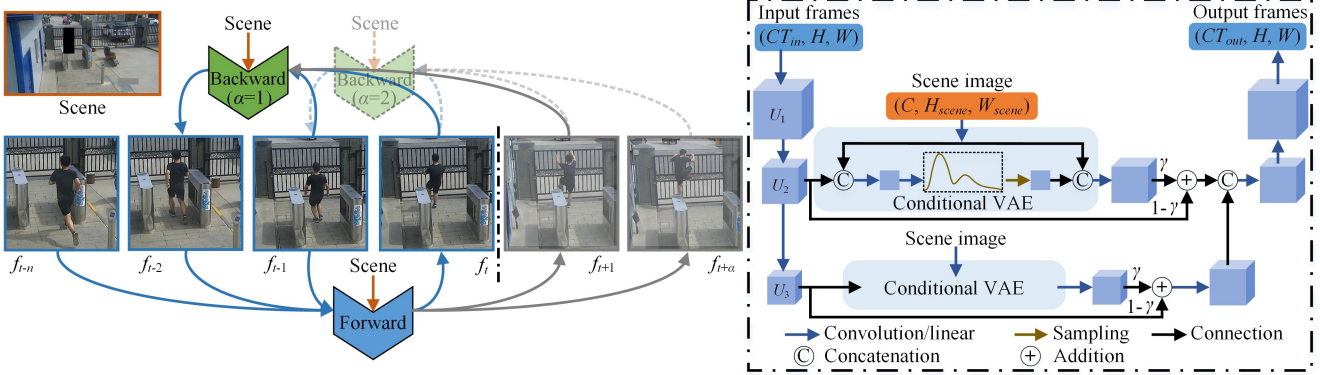 Scene
Scene
Scene
Backward
(α=1)
Backward
(α=2)
f_{t-n}
f_{t-2}
f_{t-1}
f_t
f_{t+1}
f_{t+α}
Scene
Forward
Input frames
(CT_{in}, H, W)
Output frames
(CT_{out}, H, W)
Scene image
(C, H_{scene}, W_{scene})
U_1
U_2
C
C
γ
+
C
1-γ
Conditional VAE
Scene image
U_3
Conditional VAE
γ
+
1-γ
Convolution/linear
Sampling
Connection
C Concatenation
+ Addition